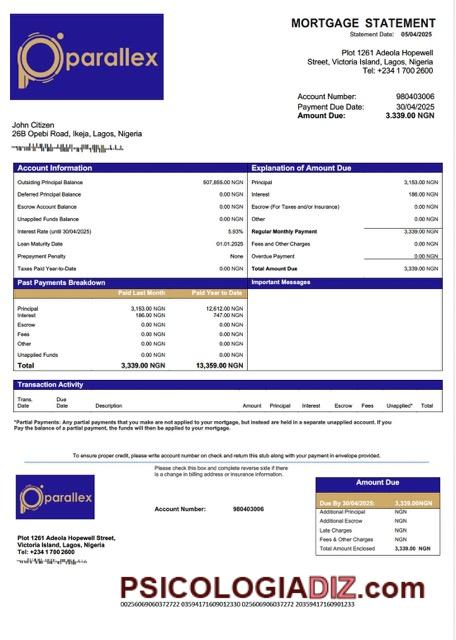 parallex
MORTGAGE STATEMENT
Statement Date: 05/04/2025
Plot 1261 Adeola Hopewell
Street, Victoria Island, Lagos, Nigeria
Tel: +234 1 700 2600
Account Number: 980403006
Payment Due Date: 30/04/2025
Amount Due: 3.339.00 NGN
John Citizen
26B Opebi Road, Ikeja, Lagos, Nigeria
Account Information
Outsiding Principal Balance 507,655.00 NGN
Deferred Principal Balance 0.00 NGN
Escrow Account Balance 0.00 NGN
Unapplied Funds Balance 0.00 NGN
Interest Rate (until 30/04/2025) 5.93%
Loan Maturity Date 01.01.2025
Prepayment Penalty None
Taxes Paid Year-to-Date 0.00 NGN
Explanation of Amount Due
Principal 3,153.00 NGN
Interest 186.00 NGN
Escrow (For Taxes and/or Insurance) 0.00 NGN
Other 0.00 NGN
Regular Monthly Payment 3,339.00 NGN
Fees and Other Charges 0.00 NGN
Overdue Payment 0.00 NGN
Total Amount Due 3,339.00 NGN
Past Payments Breakdown
Paid Last Month Paid Year to Date
Principal 3,153.00 NGN 12,612.00 NGN
Interest 186.00 NGN 747.00 NGN
Escrow 0.00 NGN 0.00 NGN
Fees 0.00 NGN 0.00 NGN
Other 0.00 NGN 0.00 NGN
Unapplied Funds 0.00 NGN 0.00 NGN
Total 3,339.00 NGN 13,359.00 NGN
Important Messages
Transaction Activity
Trans. Date Due Date Description Amount Principal Interest Escrow Fees Unapplied* Total
*Partial Payments: Any partial payments that you make are not applied to your mortgage, but instead are held in a separate unapplied account. If you
Pay the balance of a partial payment, the funds will then be applied to your mortgage.
To ensure proper credit, please write account number on check and return this stub along with your payment in envelope provided.
Please check this box and complete reverse side if there
is a change in billing address or insurance information.
parallex
Account Number: 980403006
Plot 1261 Adeola Hopewell Street,
Victoria Island, Lagos, Nigeria
Tel: +234 1 700 2600
Amount Due
Due By 30/04/2025: 3,339.00NGN
Additional Principal NGN
Additional Escrow NGN
Late Charges NGN
Fees & Other Charges NGN
Total Amount Enclosed 3,339.00 NGN
PSICOLOGIADIZ.com
00256069060372722 03594171609012330 0256069060372722 20359417160901233